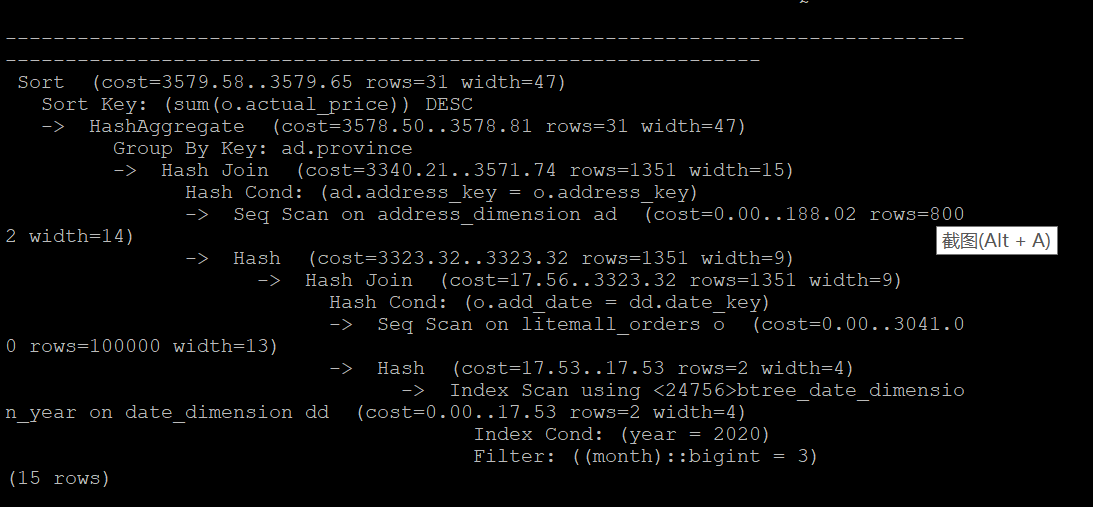 --------------------------------------------------------------------------------
---------------------------------------------------------------
 Sort  (cost=3579.58..3579.65 rows=31 width=47)
   Sort Key: (sum(o.actual_price)) DESC
   ->  HashAggregate  (cost=3578.50..3578.81 rows=31 width=47)
         Group By Key: ad.province
         ->  Hash Join  (cost=3340.21..3571.74 rows=1351 width=15)
               Hash Cond: (ad.address_key = o.address_key)
               ->  Seq Scan on address_dimension ad  (cost=0.00..188.02 rows=800
2 width=14)
截图(Alt + A)
               ->  Hash  (cost=3323.32..3323.32 rows=1351 width=9)
                     ->  Hash Join  (cost=17.56..3323.32 rows=1351 width=9)
                           Hash Cond: (o.add_date = dd.date_key)
                           ->  Seq Scan on litemall_orders o  (cost=0.00..3041.0
0 rows=100000 width=13)
                           ->  Hash  (cost=17.53..17.53 rows=2 width=4)
                                 ->  Index Scan using <24756>btree_date_dimensio
n_year on date_dimension dd  (cost=0.00..17.53 rows=2 width=4)
                                       Index Cond: (year = 2020)
                                       Filter: ((month)::bigint = 3)
(15 rows)